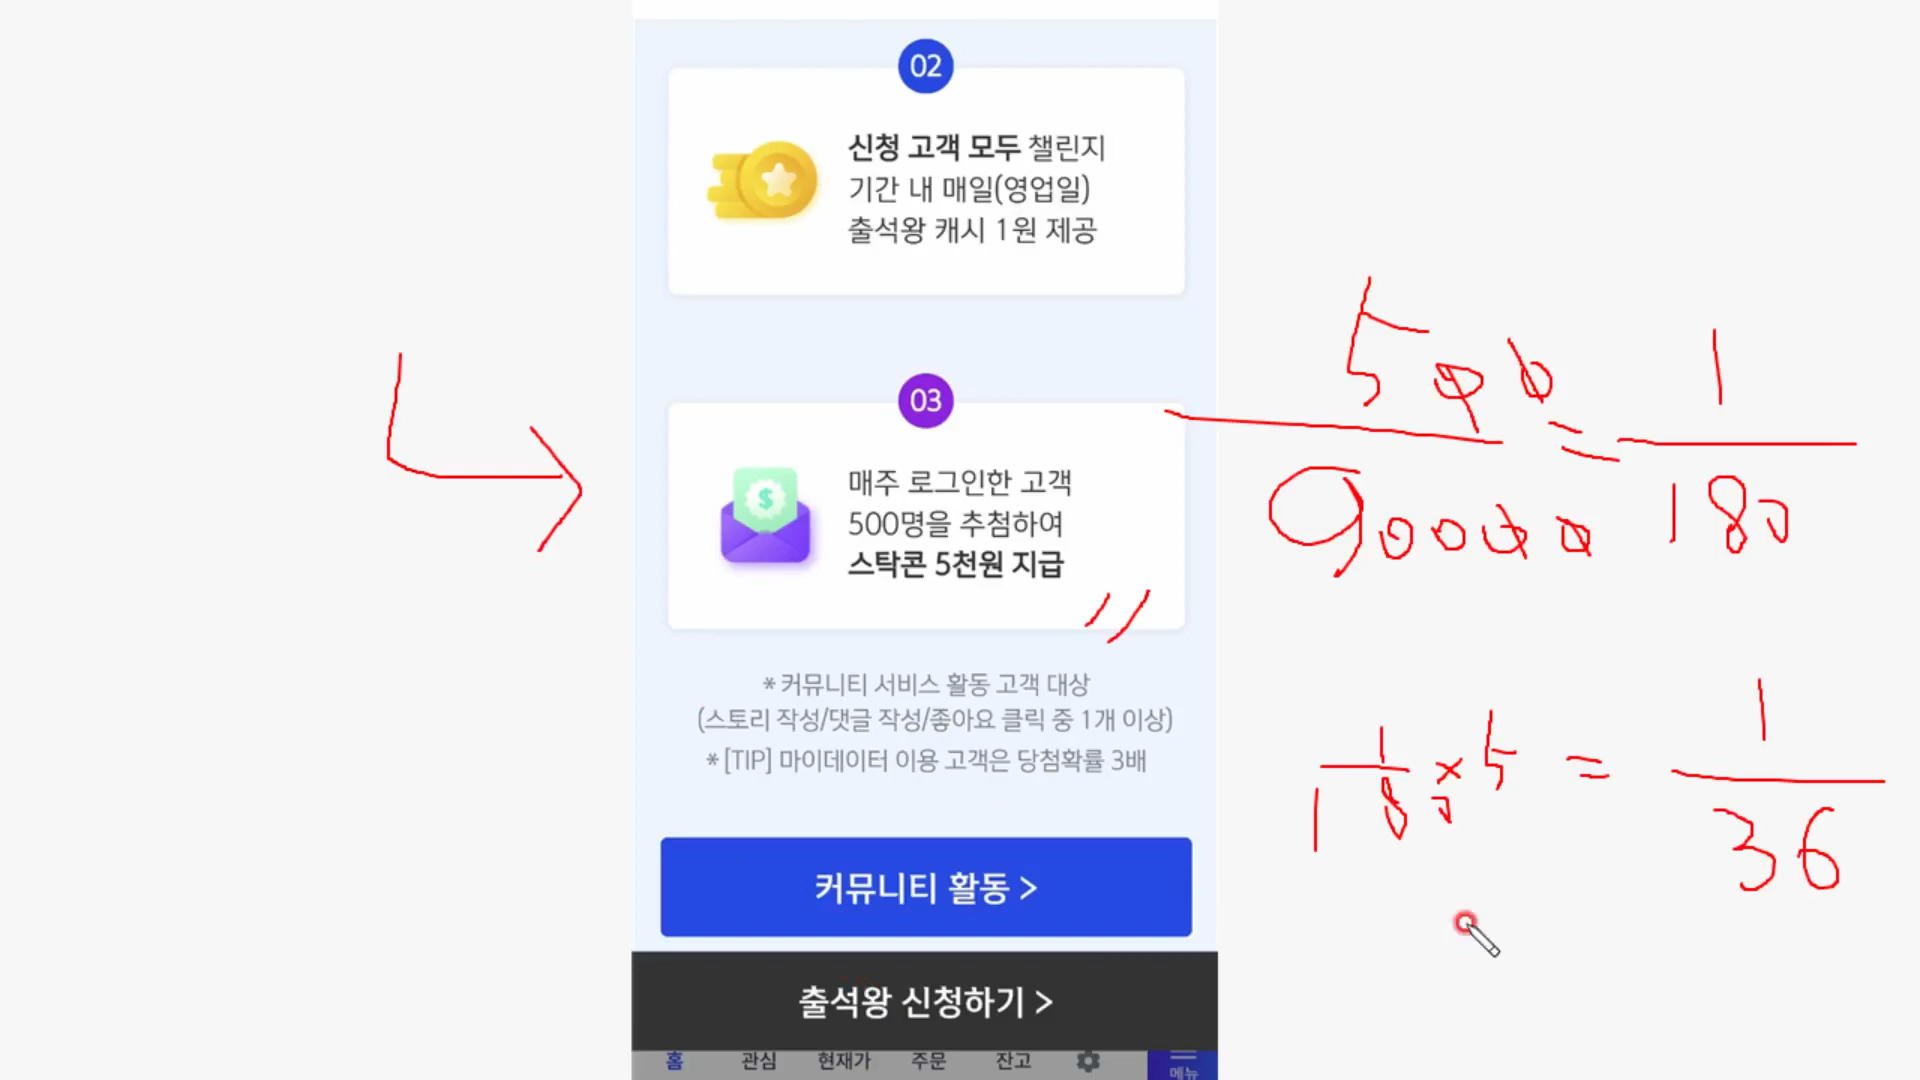 02
신청 고객 모두 챌린지
기간 내 매일(영업일)
출석왕 캐시 1원 제공
03
매주 로그인한 고객
500명을 추첨하여
스탁콘 5천원 지급
* 커뮤니티 서비스 활동 고객 대상
(스토리 작성/댓글 작성/좋아요 클릭 중 1개 이상)
* [TIP] 마이데이터 이용 고객은 당첨확률 3배
커뮤니티 활동 >
출석왕 신청하기 >
홈 관심 현재가 주문 잔고 메뉴
500 = 1
90000 180
1 × 5 = 1
180 36